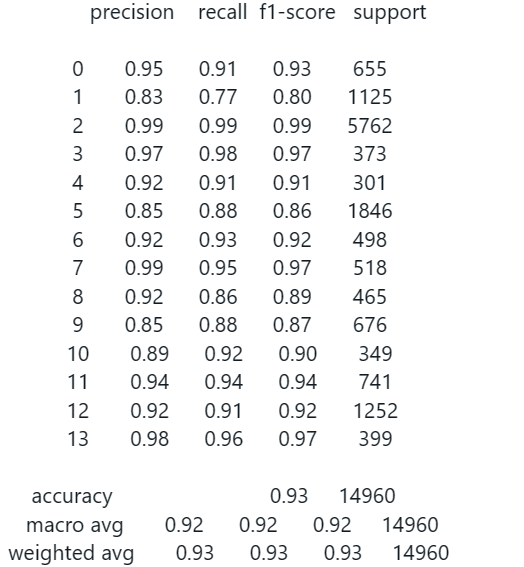 precision recall f1-score support
0 0.95 0.91 0.93 655
1 0.83 0.77 0.80 1125
2 0.99 0.99 0.99 5762
3 0.97 0.98 0.97 373
4 0.92 0.91 0.91 301
5 0.85 0.88 0.86 1846
6 0.92 0.93 0.92 498
7 0.99 0.95 0.97 518
8 0.92 0.86 0.89 465
9 0.85 0.88 0.87 676
10 0.89 0.92 0.90 349
11 0.94 0.94 0.94 741
12 0.92 0.91 0.92 1252
13 0.98 0.96 0.97 399
accuracy 0.93 14960
macro avg 0.92 0.92 0.92 14960
weighted avg 0.93 0.93 0.93 14960